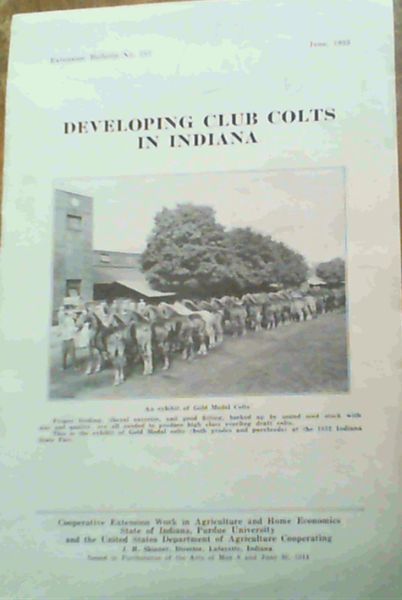 Extension Bulletin No.
June, 1933
DEVELOPING CLUB COLTS
IN INDIANA
An exhibit of Gold Medal Colts
Proper feeding, liberal exercise, and good fitting, backed up by sound seed stock with
size and quality are all needed to produce high class yearling draft colts.
This is the exhibit of Gold Medal colts (both grades and purebreds) at the 1932 Indiana
State Fair.
Cooperative Extension Work in Agriculture and Home Economics
State of Indiana, Purdue University
and the United States Department of Agriculture Cooperating
J. H. Skinner, Director, Lafayette, Indiana
Issued in Furtherance of the Acts of May 8 and June 30, 1914